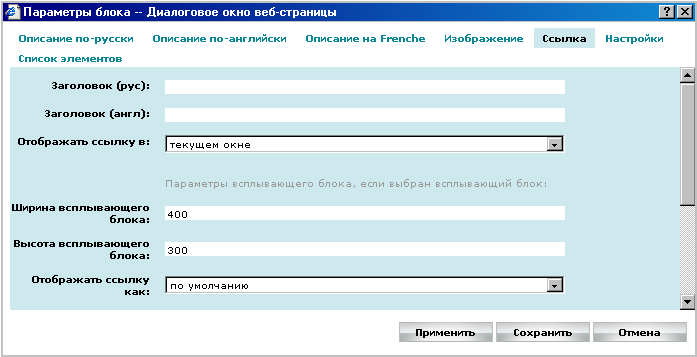 Параметры блока -- Диалоговое окно веб-страницы
Описание по-русски Описание по-английски Описание на Frenche Изображение Ссылка Настройки
Список элементов
Заголовок (рус):
Заголовок (англ):
Отображать ссылку в: текущем окне
Параметры всплывающего блока, если выбран всплывающий блок:
Ширина всплывающего
блока: 400
Высота всплывающего
блока: 300
Отображать ссылку
как: по умолчанию
Применить Сохранить Отмена